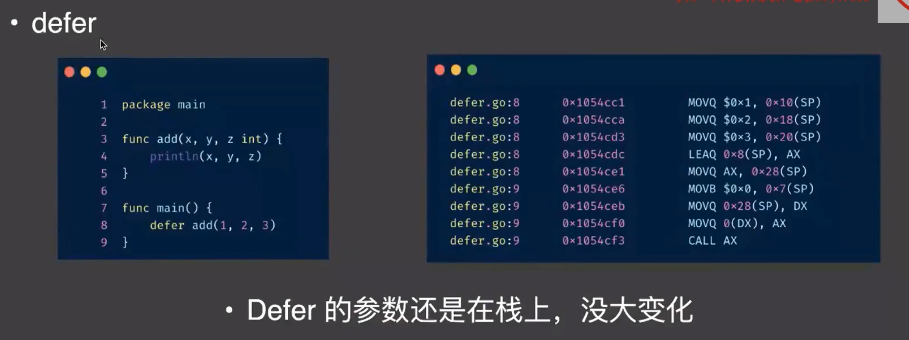 • defer
1 package main
2
3 func add(x, y, z int) {
4 println(x, y, z)
5 }
6
7 func main() {
8 defer add(1, 2, 3)
9 }
defer.go:8 0×1054cc1 MOVQ $0×1, 0×10(SP)
defer.go:8 0×1054cca MOVQ $0×2, 0×18(SP)
defer.go:8 0×1054cd3 MOVQ $0×3, 0×20(SP)
defer.go:8 0×1054cdc LEAQ 0×8(SP), AX
defer.go:8 0×1054ce1 MOVQ AX, 0×28(SP)
defer.go:9 0×1054ce6 MOVB $0×0, 0×7(SP)
defer.go:9 0×1054ceb MOVQ 0×28(SP), DX
defer.go:9 0×1054cf0 MOVQ 0(DX), AX
defer.go:9 0×1054cf3 CALL AX
• Defer 的参数还是在栈上，没大变化